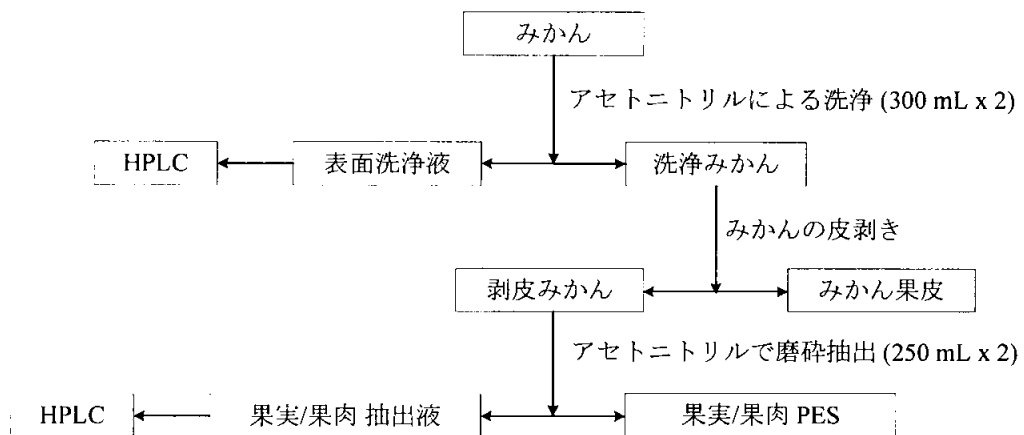 みかん
アセトニトリルによる洗浄 (300 mL x 2)
HPLC
表面洗浄液
洗浄みかん
みかんの皮剥き
剥皮みかん
みかん果皮
アセトニトリルで磨砕抽出 (250 mL x 2)
HPLC
果実/果肉 抽出液
果実/果肉 PES